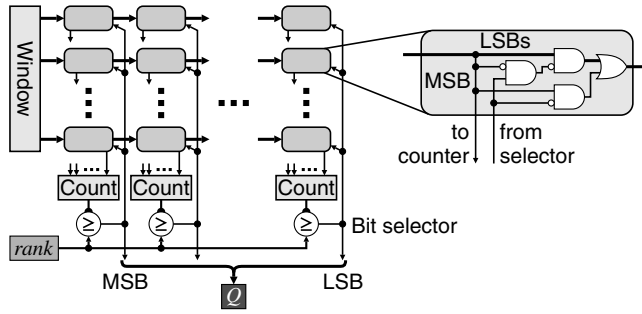 Window
LSBs
MSB
to
counter
from
selector
Count
Count
Count
≥
≥
≥
Bit selector
rank
MSB
LSB
Q